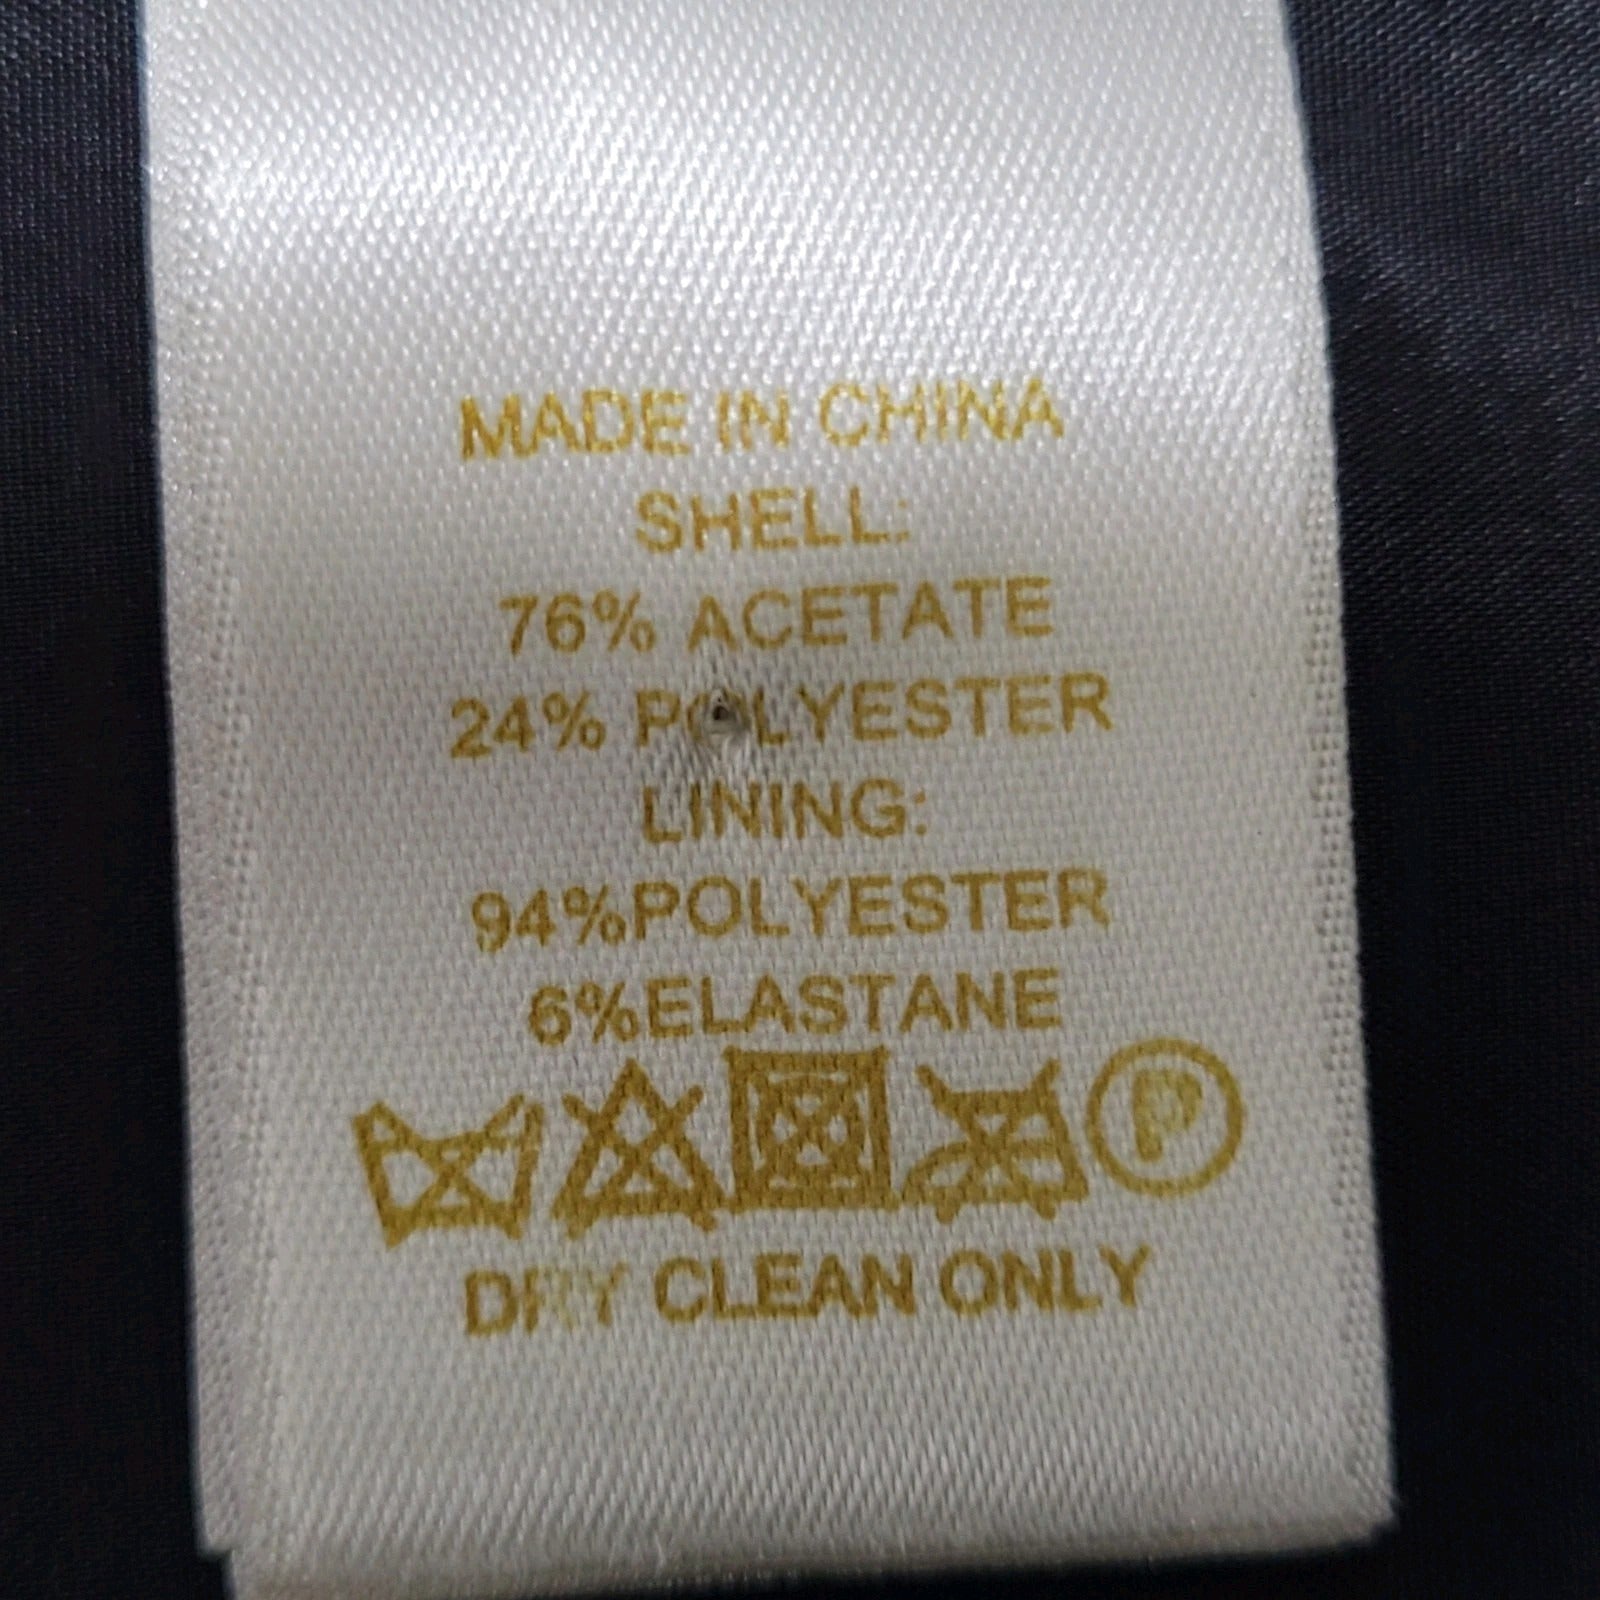 MADE IN CHINA
SHELL:
76% ACETATE
24% POLYESTER
LINING:
94%POLYESTER
6%ELASTANE
P
DRY CLEAN ONLY